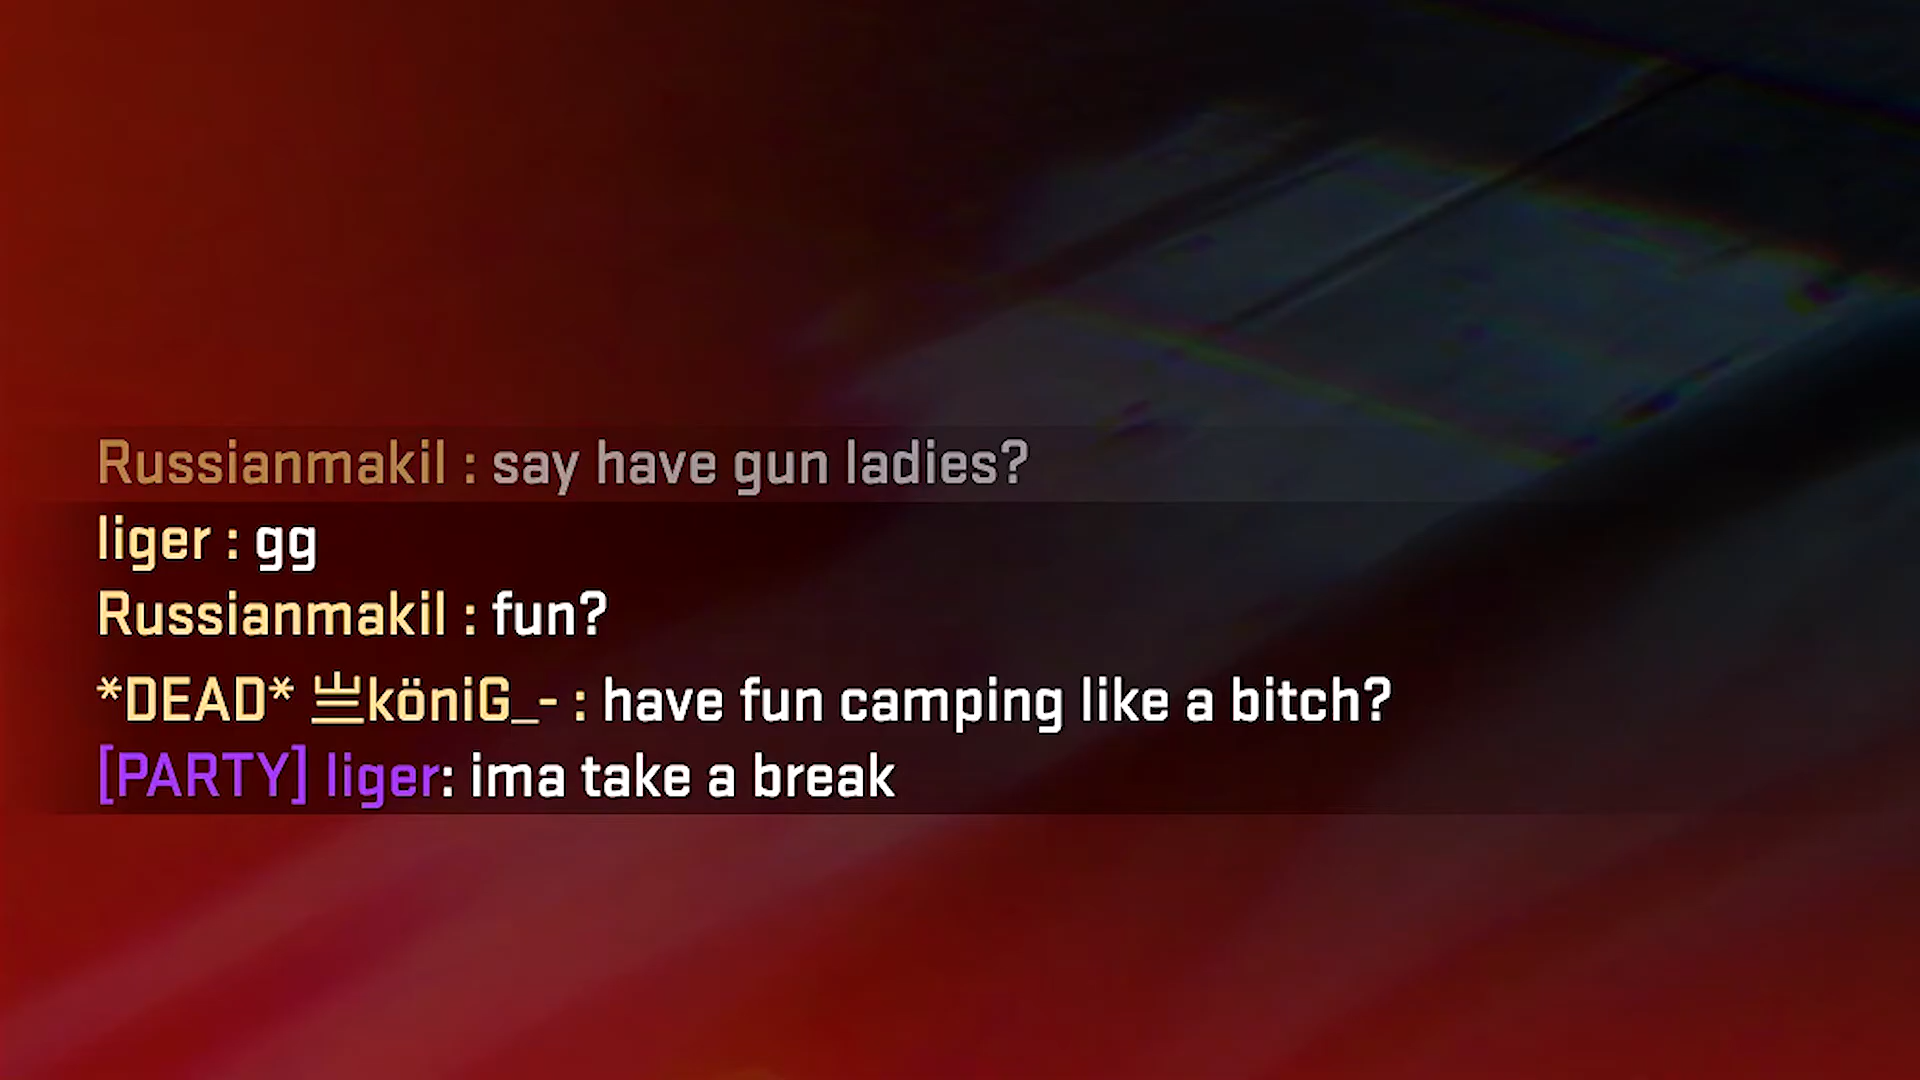 Russianmakil : say have gun ladies?
liger : gg
Russianmakil : fun?
*DEAD* 亗köniG_- : have fun camping like a bitch?
[PARTY] liger: ima take a break